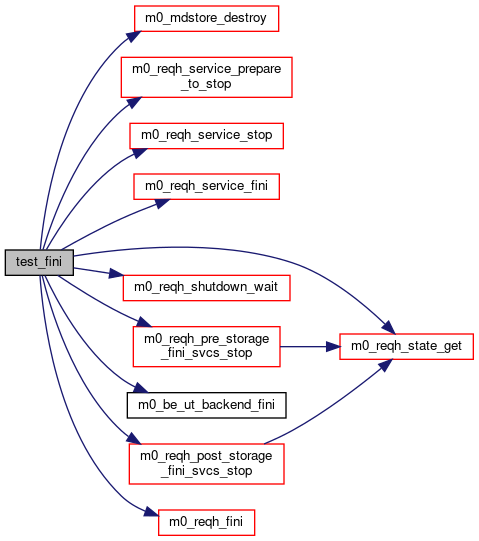 m0_mdstore_destroy
m0_reqh_service_prepare
_to_stop
m0_reqh_service_stop
m0_reqh_service_fini
test_fini
m0_reqh_shutdown_wait
m0_reqh_pre_storage
_fini_svcs_stop
m0_reqh_state_get
m0_be_ut_backend_fini
m0_reqh_post_storage
_fini_svcs_stop
m0_reqh_fini